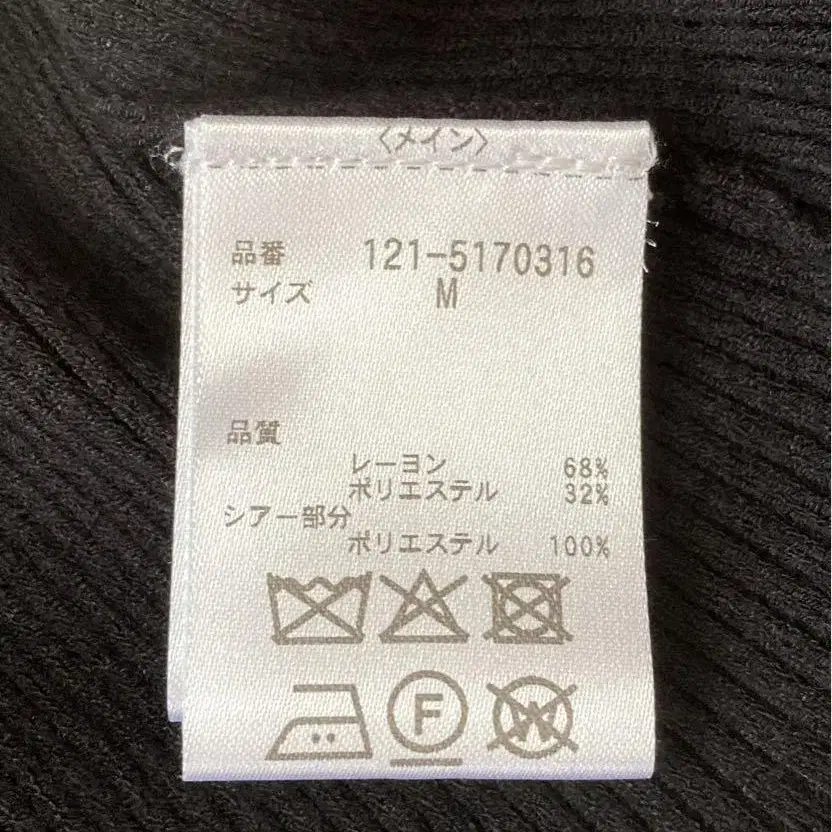 〈メイン〉
品番 121-5170316
サイズ M
品質
レーヨン 68%
ポリエステル 32%
シアー部分
ポリエステル 100%
F
W